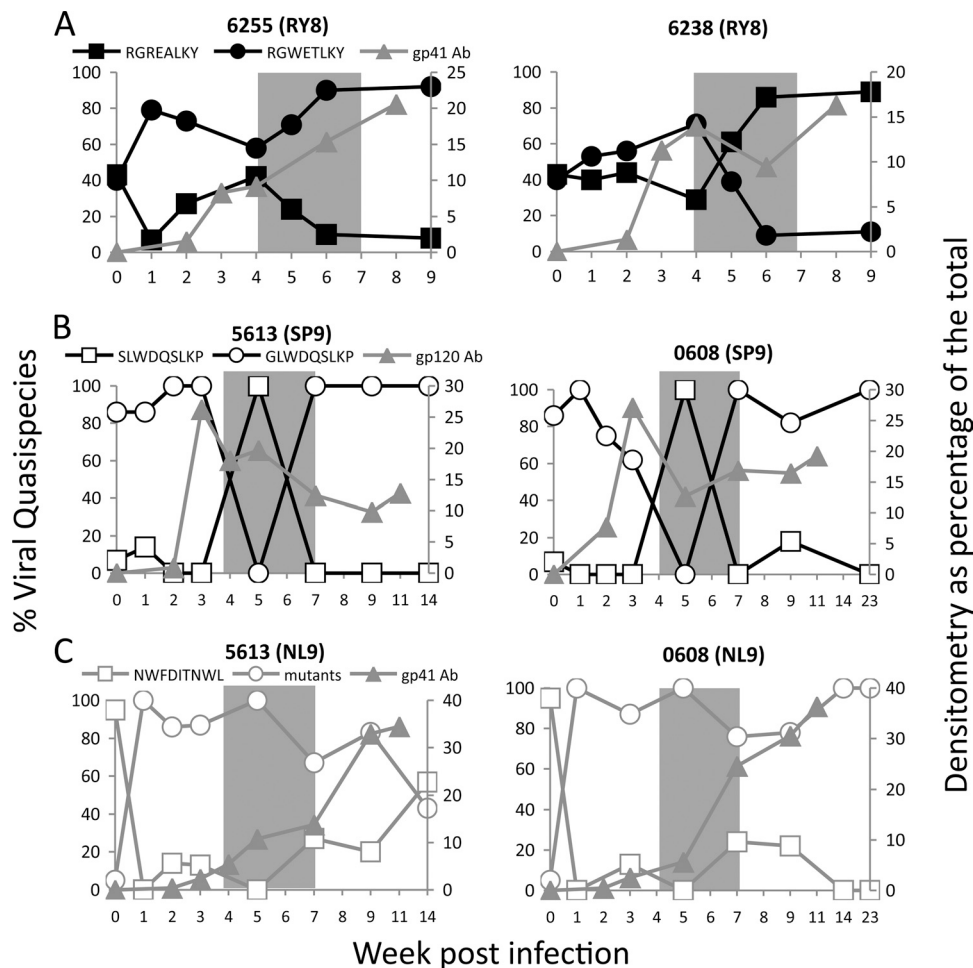 A
6255 (RY8)
RGREALKY RGWETLKY gp41 Ab
100 25
80 20
60 15
40 10
20 5
0 0
0 1 2 3 4 5 6 7 8 9
6238 (RY8)
100 20
80 15
60
10
40
20 5
0 0
0 1 2 3 4 5 6 7 8 9
B
5613 (SP9)
SLWDQSLKP GLWDQSLKP gp120 Ab
100 30
80 25
60 20
15
40 10
20 5
0 0
0 1 2 3 4 5 7 9 11 14
0608 (SP9)
100 30
80 25
60 20
15
40 10
20 5
0 0
0 1 2 3 4 5 7 9 11 14 23
C
5613 (NL9)
NWFDITNWL mutants gp41 Ab
100 40
80 30
60
20
40
20 10
0 0
0 1 2 3 4 5 7 9 11 14
0608 (NL9)
100 40
80 30
60
20
40
20 10
0 0
0 1 2 3 4 5 7 9 11 14 23
% Viral Quasispecies
Densitometry as percentage of the total
Week post infection